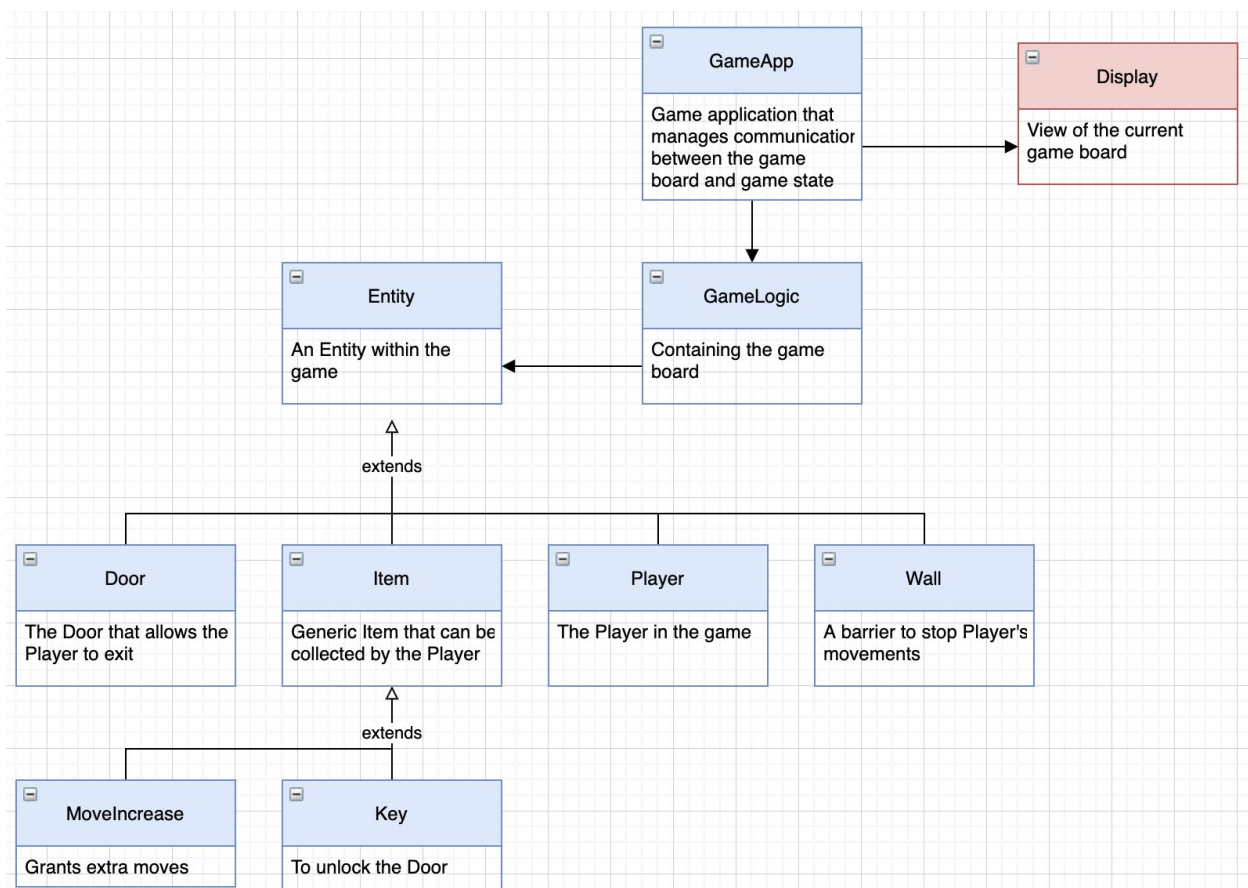 GameApp
Game application that
manages communication
between the game
board and game state
Display
View of the current
game board
Entity
An Entity within the
game
GameLogic
Containing the game
board
extends
Door
The Door that allows the
Player to exit
Item
Generic Item that can be
collected by the Player
Player
The Player in the game
Wall
A barrier to stop Player's
movements
extends
MoveIncrease
Grants extra moves
Key
To unlock the Door